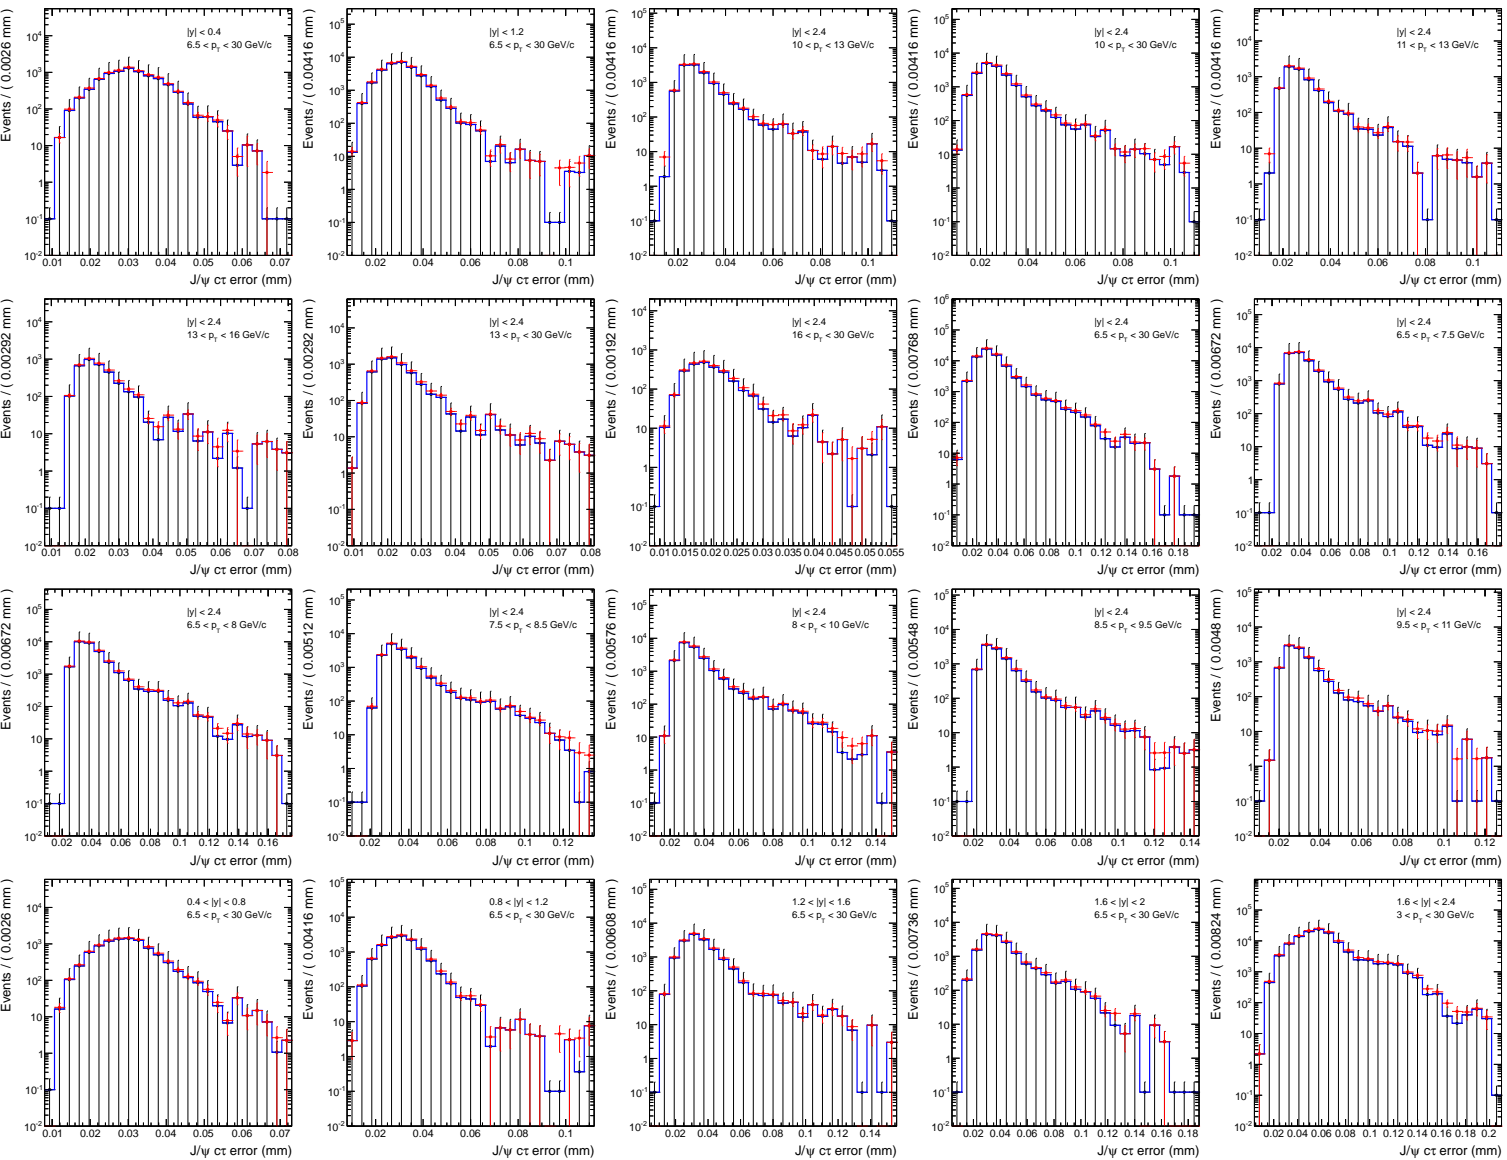 Events / ( 0.0026 mm )
|y| < 0.4
6.5 < p_T < 30 GeV/c
J/ψ cτ error (mm)
Events / ( 0.00416 mm )
|y| < 1.2
6.5 < p_T < 30 GeV/c
J/ψ cτ error (mm)
Events / ( 0.00416 mm )
|y| < 2.4
10 < p_T < 13 GeV/c
J/ψ cτ error (mm)
Events / ( 0.00416 mm )
|y| < 2.4
10 < p_T < 30 GeV/c
J/ψ cτ error (mm)
Events / ( 0.00416 mm )
|y| < 2.4
11 < p_T < 13 GeV/c
J/ψ cτ error (mm)
Events / ( 0.00292 mm )
|y| < 2.4
13 < p_T < 16 GeV/c
J/ψ cτ error (mm)
Events / ( 0.00292 mm )
|y| < 2.4
13 < p_T < 30 GeV/c
J/ψ cτ error (mm)
Events / ( 0.00192 mm )
|y| < 2.4
16 < p_T < 30 GeV/c
J/ψ cτ error (mm)
Events / ( 0.00768 mm )
|y| < 2.4
6.5 < p_T < 30 GeV/c
J/ψ cτ error (mm)
Events / ( 0.00672 mm )
|y| < 2.4
6.5 < p_T < 7.5 GeV/c
J/ψ cτ error (mm)
Events / ( 0.00672 mm )
|y| < 2.4
6.5 < p_T < 8 GeV/c
J/ψ cτ error (mm)
Events / ( 0.00512 mm )
|y| < 2.4
7.5 < p_T < 8.5 GeV/c
J/ψ cτ error (mm)
Events / ( 0.00576 mm )
|y| < 2.4
8 < p_T < 10 GeV/c
J/ψ cτ error (mm)
Events / ( 0.00548 mm )
|y| < 2.4
8.5 < p_T < 9.5 GeV/c
J/ψ cτ error (mm)
Events / ( 0.0048 mm )
|y| < 2.4
9.5 < p_T < 11 GeV/c
J/ψ cτ error (mm)
Events / ( 0.0026 mm )
0.4 < |y| < 0.8
6.5 < p_T < 30 GeV/c
J/ψ cτ error (mm)
Events / ( 0.00416 mm )
0.8 < |y| < 1.2
6.5 < p_T < 30 GeV/c
J/ψ cτ error (mm)
Events / ( 0.00608 mm )
1.2 < |y| < 1.6
6.5 < p_T < 30 GeV/c
J/ψ cτ error (mm)
Events / ( 0.00736 mm )
1.6 < |y| < 2
6.5 < p_T < 30 GeV/c
J/ψ cτ error (mm)
Events / ( 0.00824 mm )
1.6 < |y| < 2.4
3 < p_T < 30 GeV/c
J/ψ cτ error (mm)